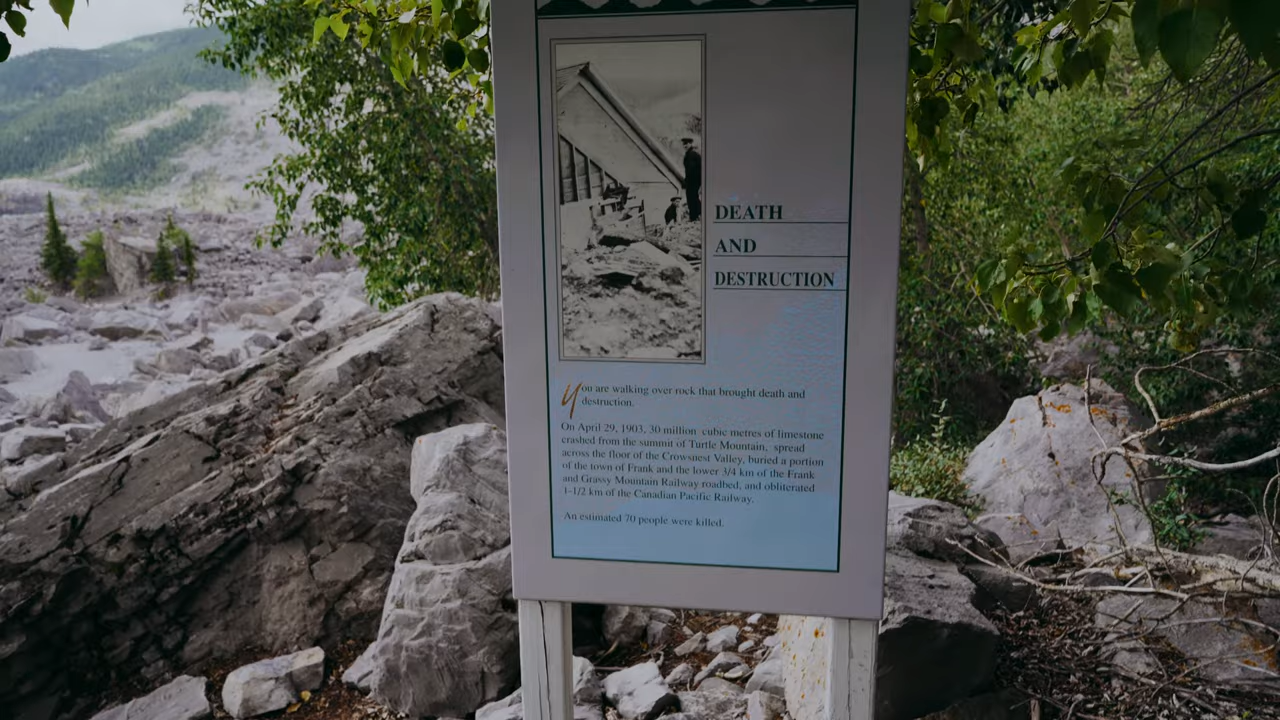 DEATH
AND
DESTRUCTION
You are walking over rock that brought death and
destruction.
On April 29, 1903, 30 million cubic metres of limestone
crashed from the summit of Turtle Mountain, spread
across the floor of the Crowsnest Valley, buried a portion
of the town of Frank and the lower 3/4 km of the Frank
and Grassy Mountain Railway roadbed, and obliterated
1-1/2 km of the Canadian Pacific Railway.
An estimated 70 people were killed.